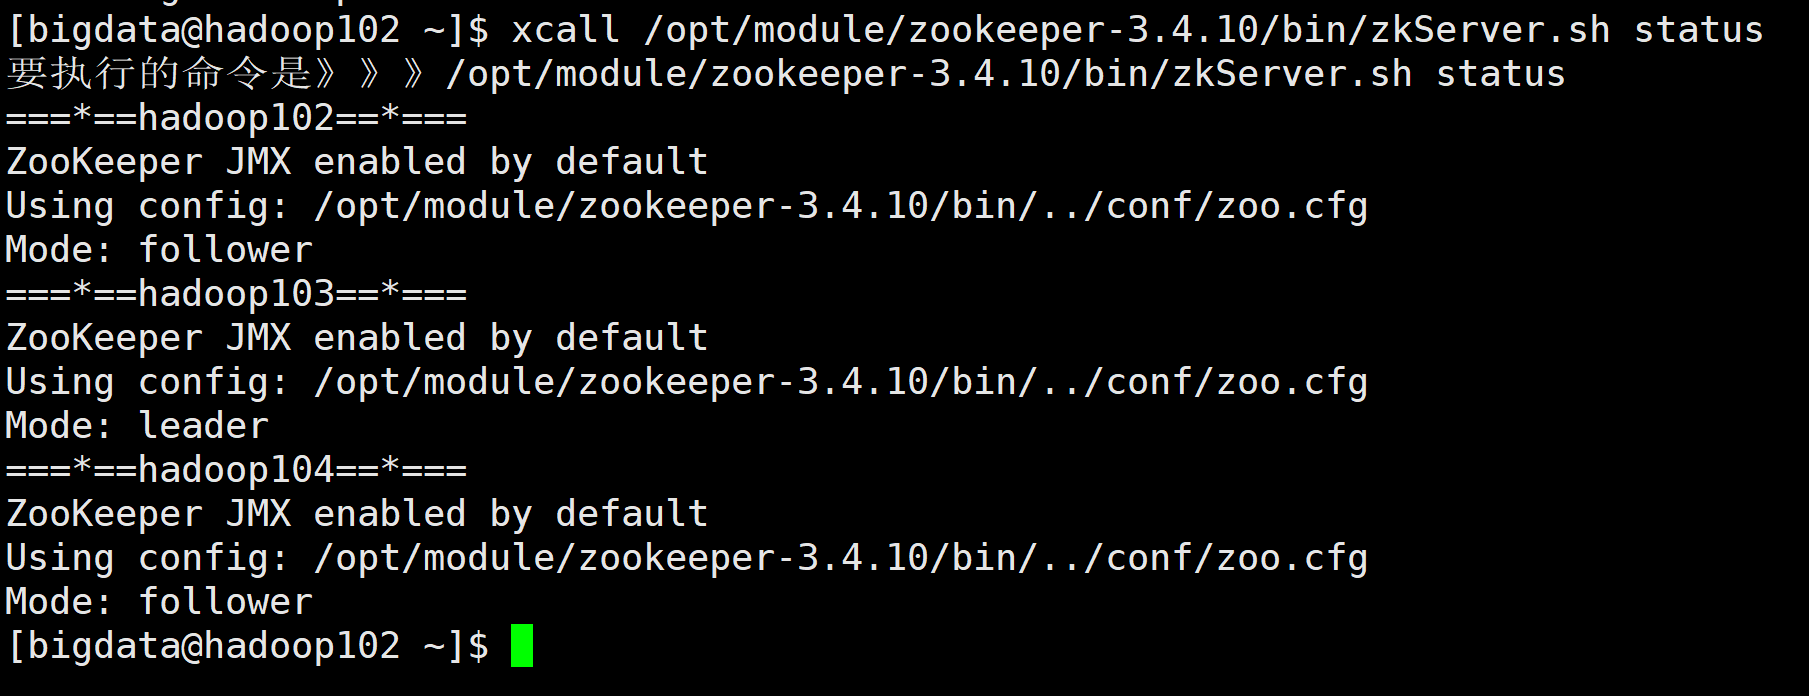 [bigdata@hadoop102 ~]$ xcall /opt/module/zookeeper-3.4.10/bin/zkServer.sh status
要执行的命令是》》》/opt/module/zookeeper-3.4.10/bin/zkServer.sh status
===*==hadoop102==*===
ZooKeeper JMX enabled by default
Using config: /opt/module/zookeeper-3.4.10/bin/../conf/zoo.cfg
Mode: follower
===*==hadoop103==*===
ZooKeeper JMX enabled by default
Using config: /opt/module/zookeeper-3.4.10/bin/../conf/zoo.cfg
Mode: leader
===*==hadoop104==*===
ZooKeeper JMX enabled by default
Using config: /opt/module/zookeeper-3.4.10/bin/../conf/zoo.cfg
Mode: follower
[bigdata@hadoop102 ~]$